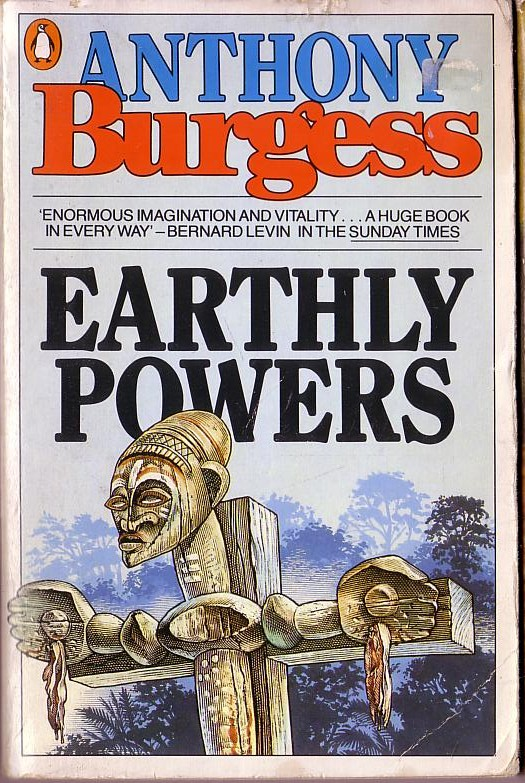 ANTHONY
Burgess
'ENORMOUS IMAGINATION AND VITALITY . . . A HUGE BOOK
IN EVERY WAY' – BERNARD LEVIN IN THE SUNDAY TIMES
EARTHLY
POWERS